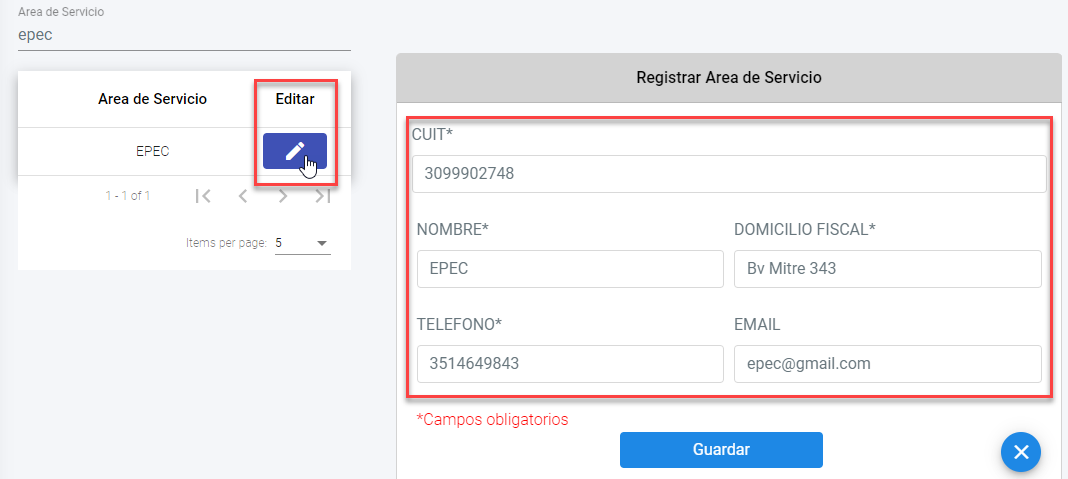 Area de Servicio
epec
Area de Servicio Editar
EPEC
1 - 1 of 1
Items per page: 5
Registrar Area de Servicio
CUIT*
3099902748
NOMBRE* DOMICILIO FISCAL*
EPEC Bv Mitre 343
TELEFONO* EMAIL
3514649843 epec@gmail.com
*Campos obligatorios
Guardar